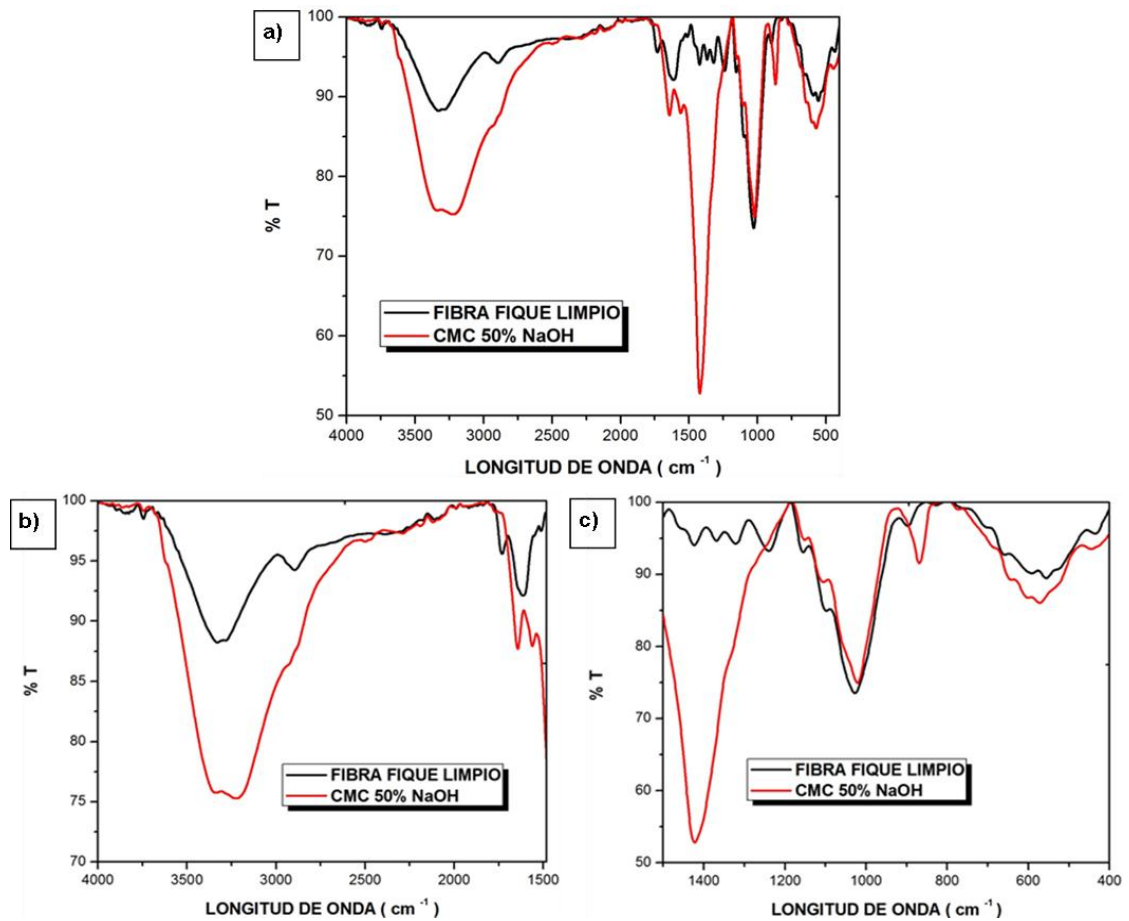 a)
100
90
80
70
60
50
% T
FIBRA FIQUE LIMPIO
CMC 50% NaOH
4000 3500 3000 2500 2000 1500 1000 500
LONGITUD DE ONDA ( cm ⁻¹ )
b)
100
95
90
85
80
75
70
% T
FIBRA FIQUE LIMPIO
CMC 50% NaOH
4000 3500 3000 2500 2000 1500
LONGITUD DE ONDA ( cm ⁻¹ )
c)
100
90
80
70
60
50
% T
FIBRA FIQUE LIMPIO
CMC 50% NaOH
1400 1200 1000 800 600 400
LONGITUD DE ONDA ( cm ⁻¹ )